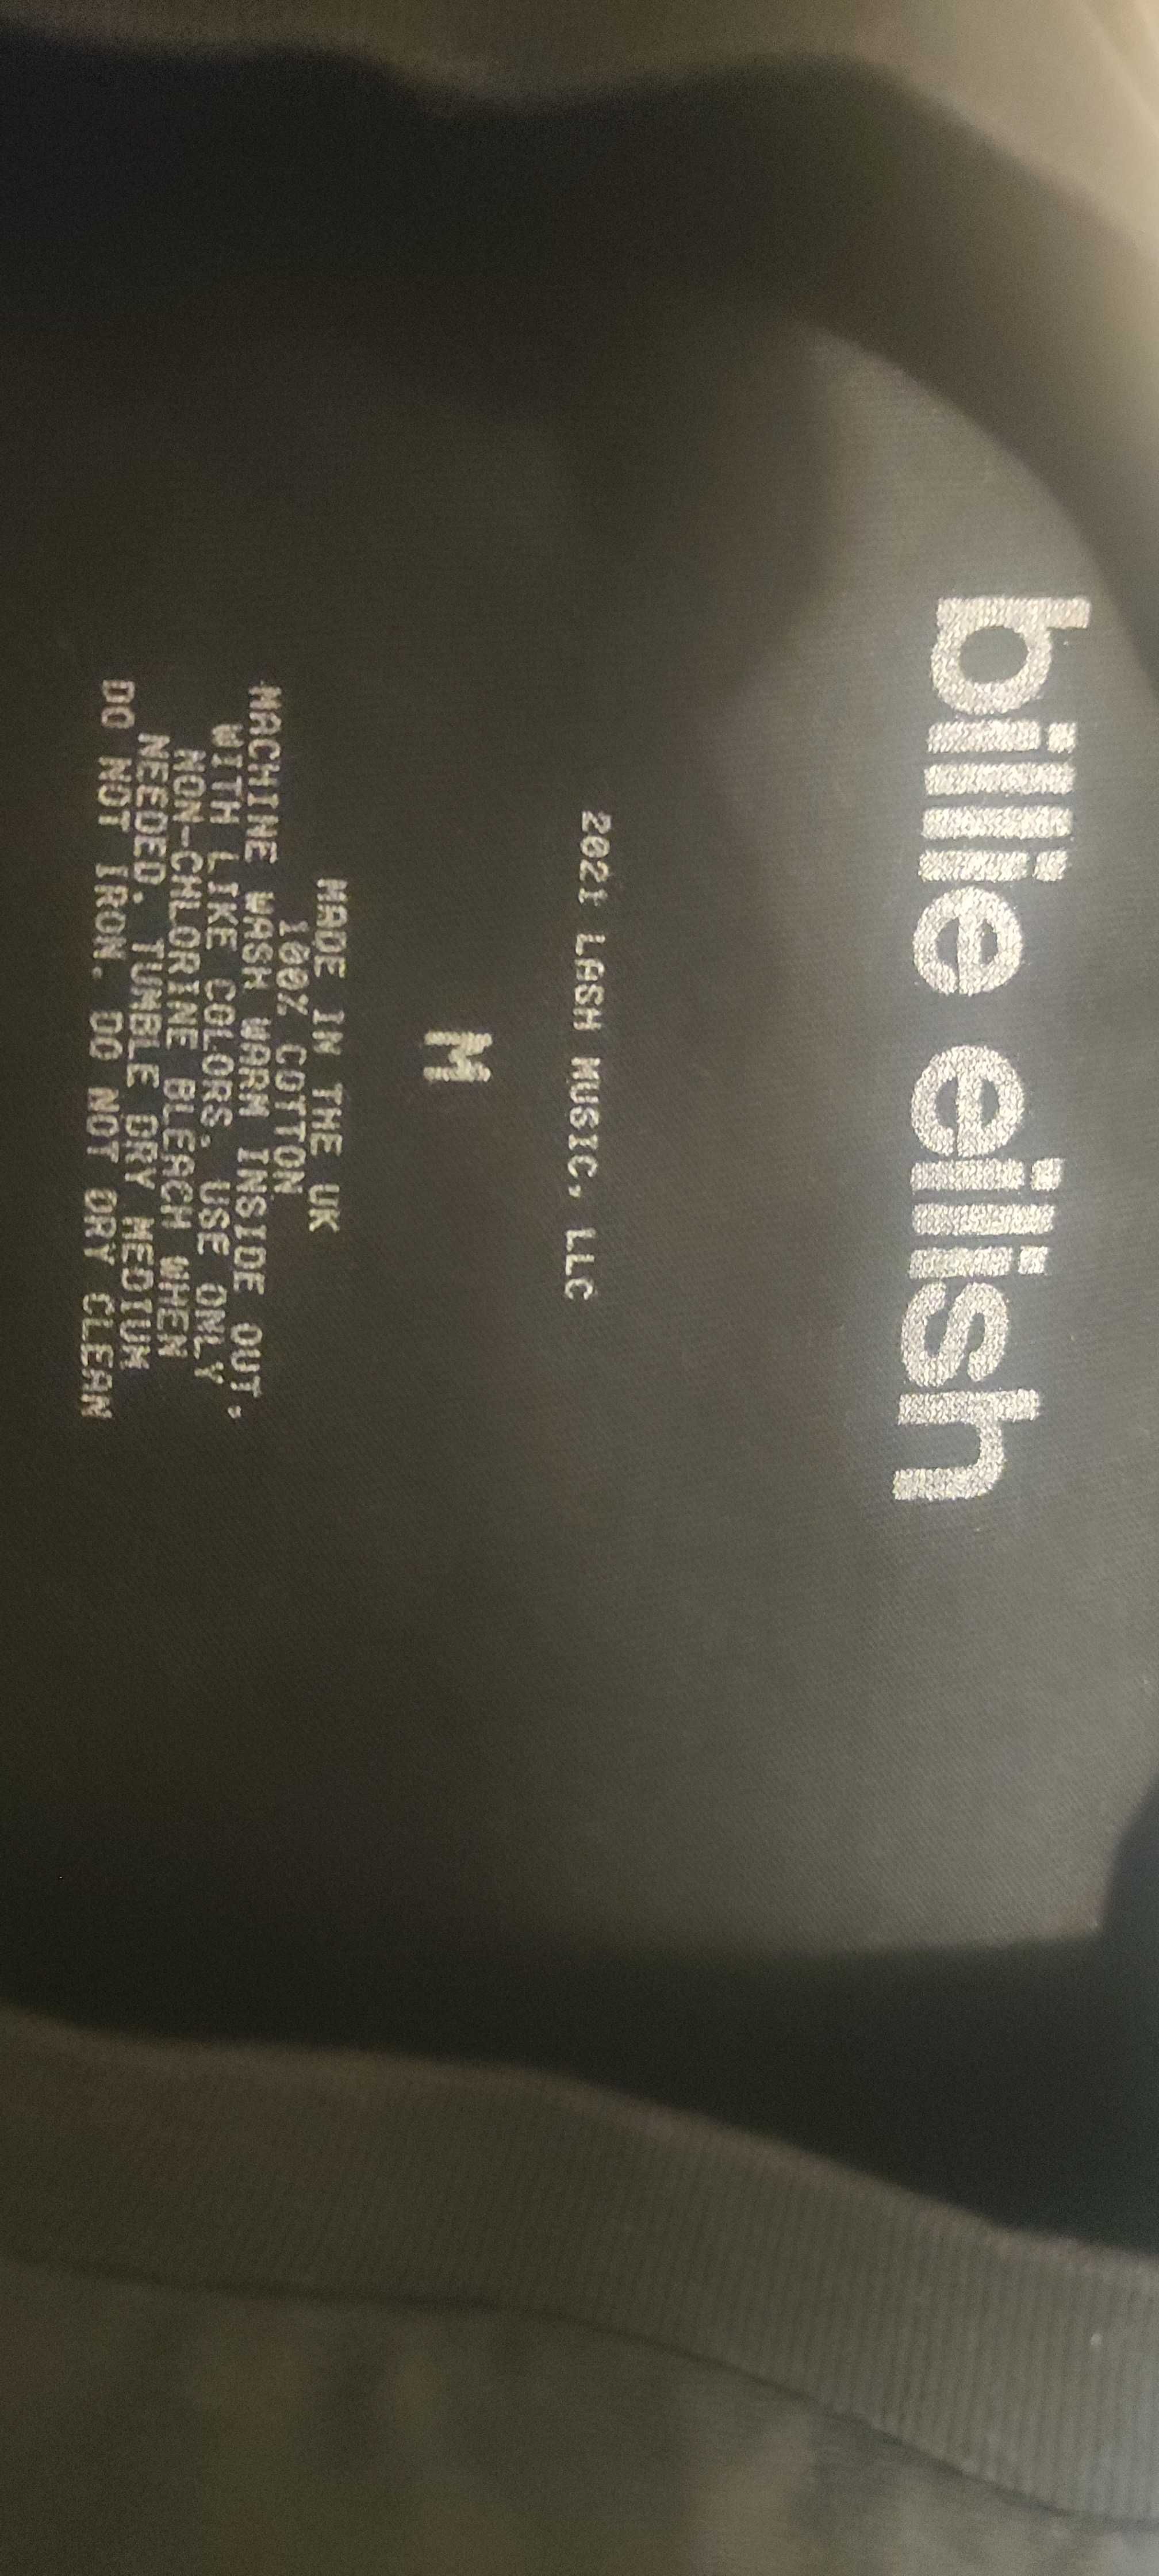 billie eilish
2021 LASH MUSIC, LLC
M
MADE IN THE UK
100% COTTON
MACHINE WASH WARM INSIDE OUT.
WITH LIKE COLORS. USE ONLY
NON-CHLORINE BLEACH WHEN
NEEDED. TUMBLE DRY MEDIUM
DO NOT IRON. DO NOT DRY CLEAN